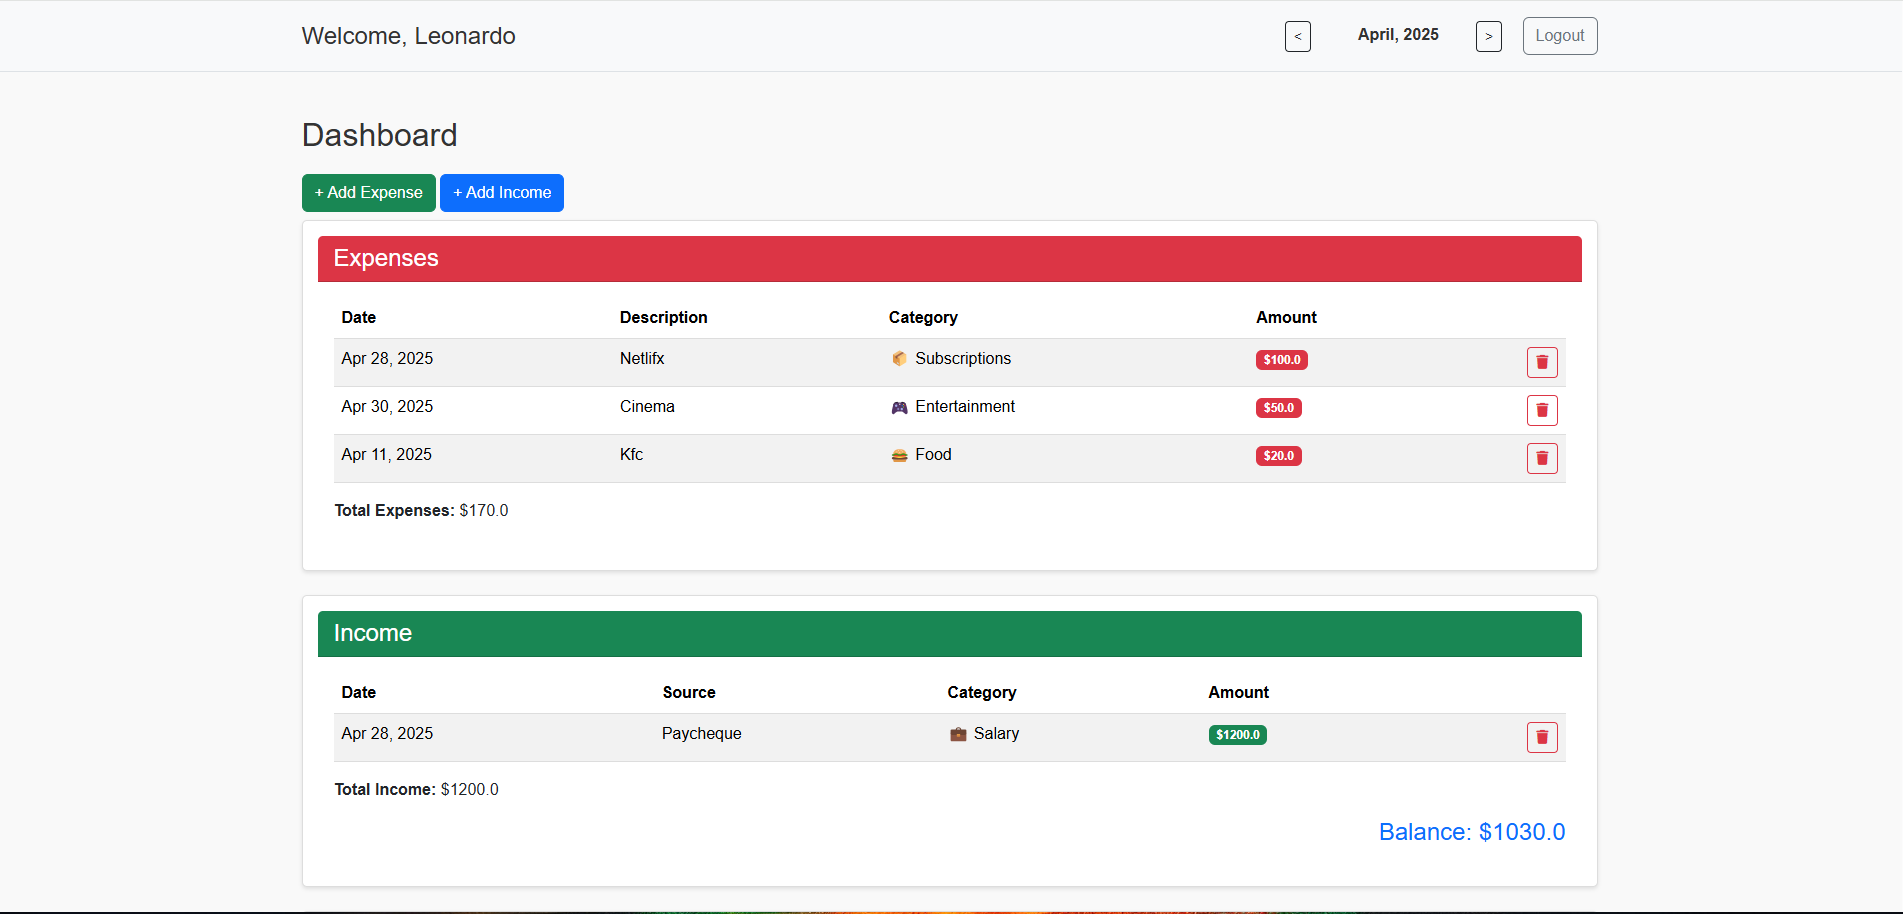 Welcome, Leonardo
< April, 2025 > Logout
Dashboard
+ Add Expense + Add Income
Expenses
Date Description Category Amount
Apr 28, 2025 Netlifx Subscriptions $100.0
Apr 30, 2025 Cinema Entertainment $50.0
Apr 11, 2025 Kfc Food $20.0
Total Expenses: $170.0
Income
Date Source Category Amount
Apr 28, 2025 Paycheque Salary $1200.0
Total Income: $1200.0
Balance: $1030.0